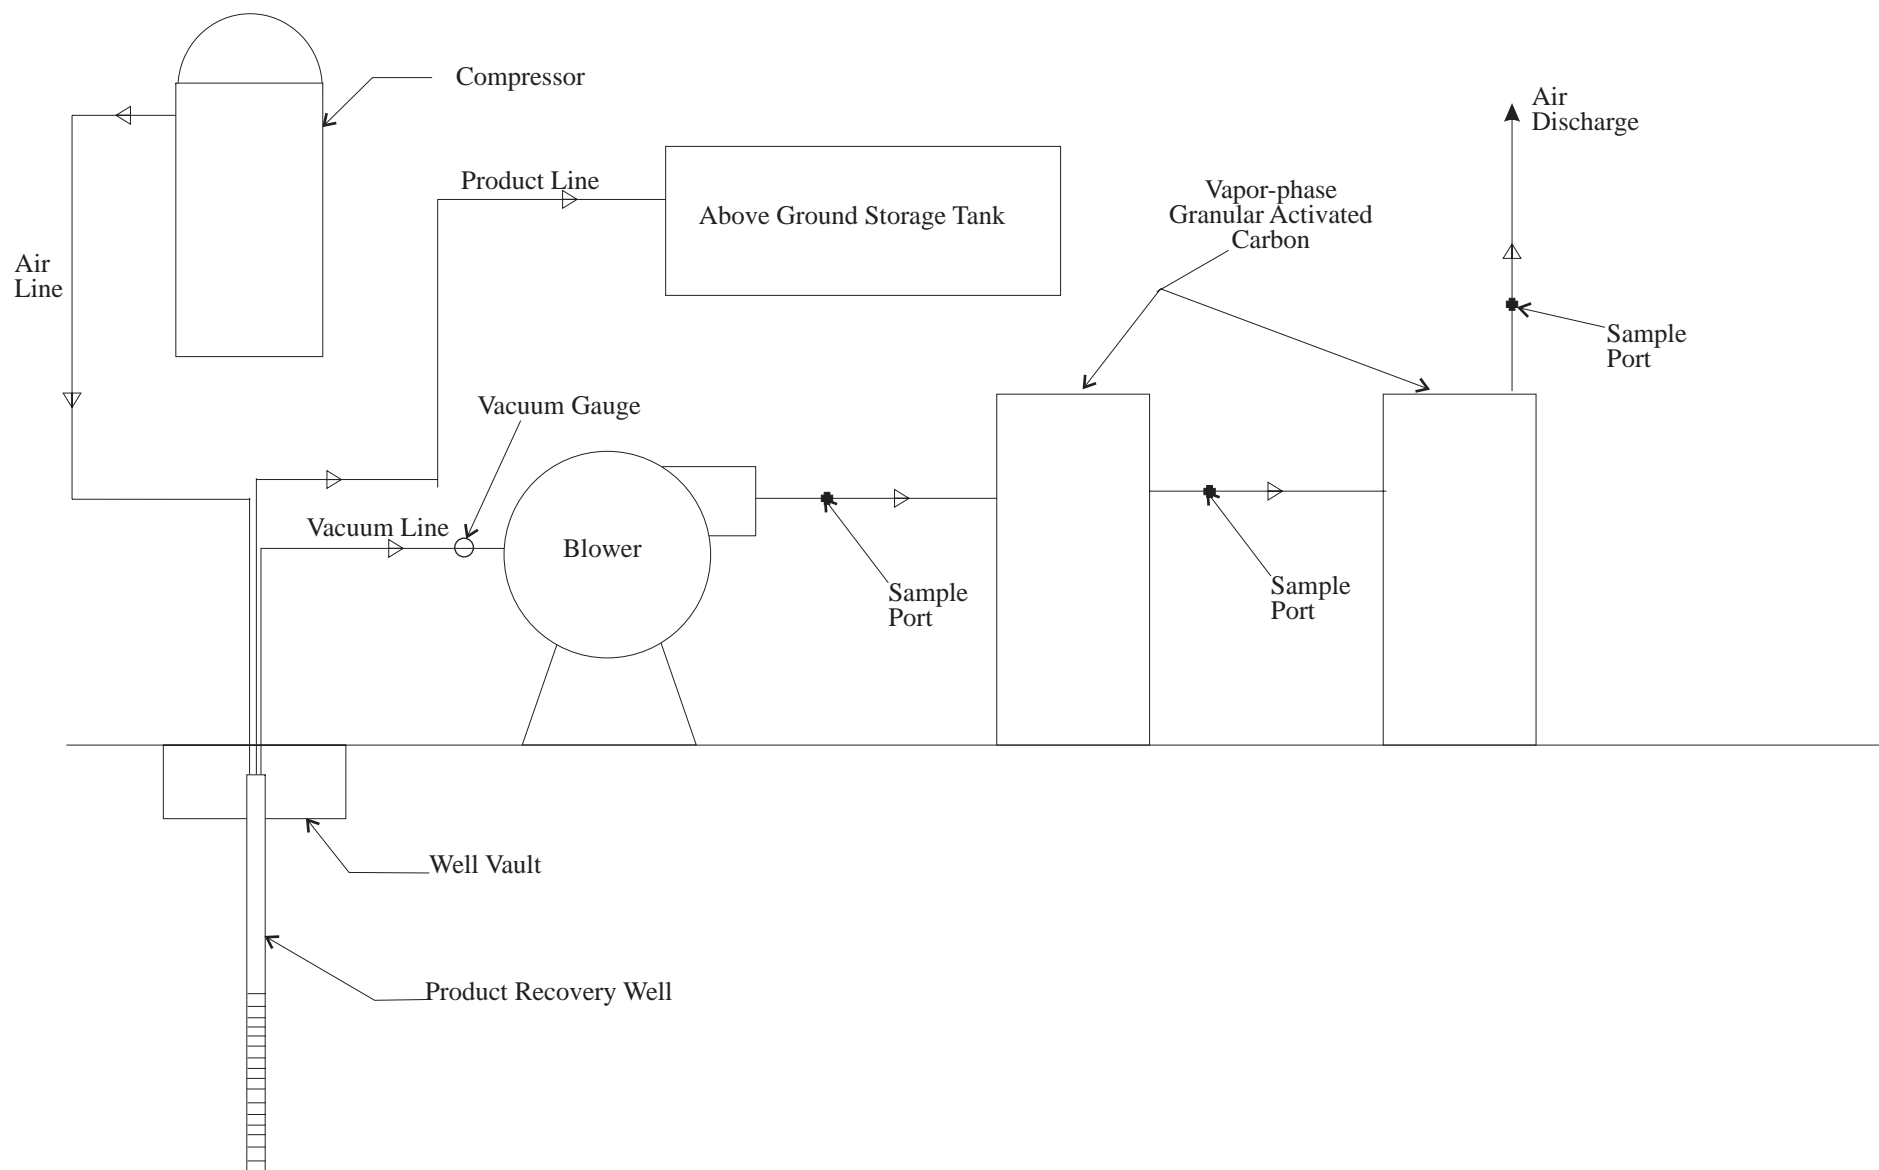 Compressor
Air
Discharge
Product Line
Vapor-phase
Granular Activated
Carbon
Above Ground Storage Tank
Air
Line
Sample
Port
Vacuum Gauge
Vacuum Line
Blower
Sample
Port
Sample
Port
Well Vault
Product Recovery Well